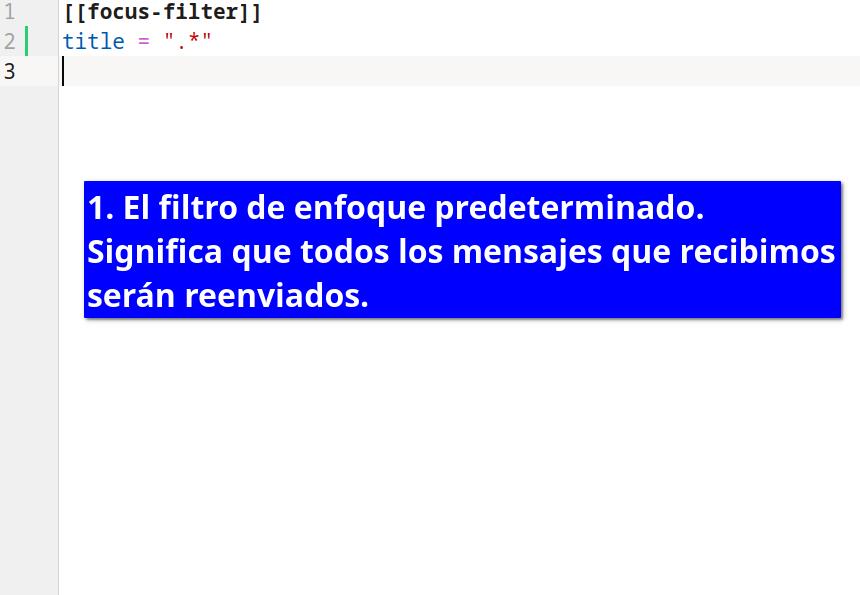 1 [[focus-filter]]
2 title = ".*"
3
1. El filtro de enfoque predeterminado.
Significa que todos los mensajes que recibimos
serán reenviados.